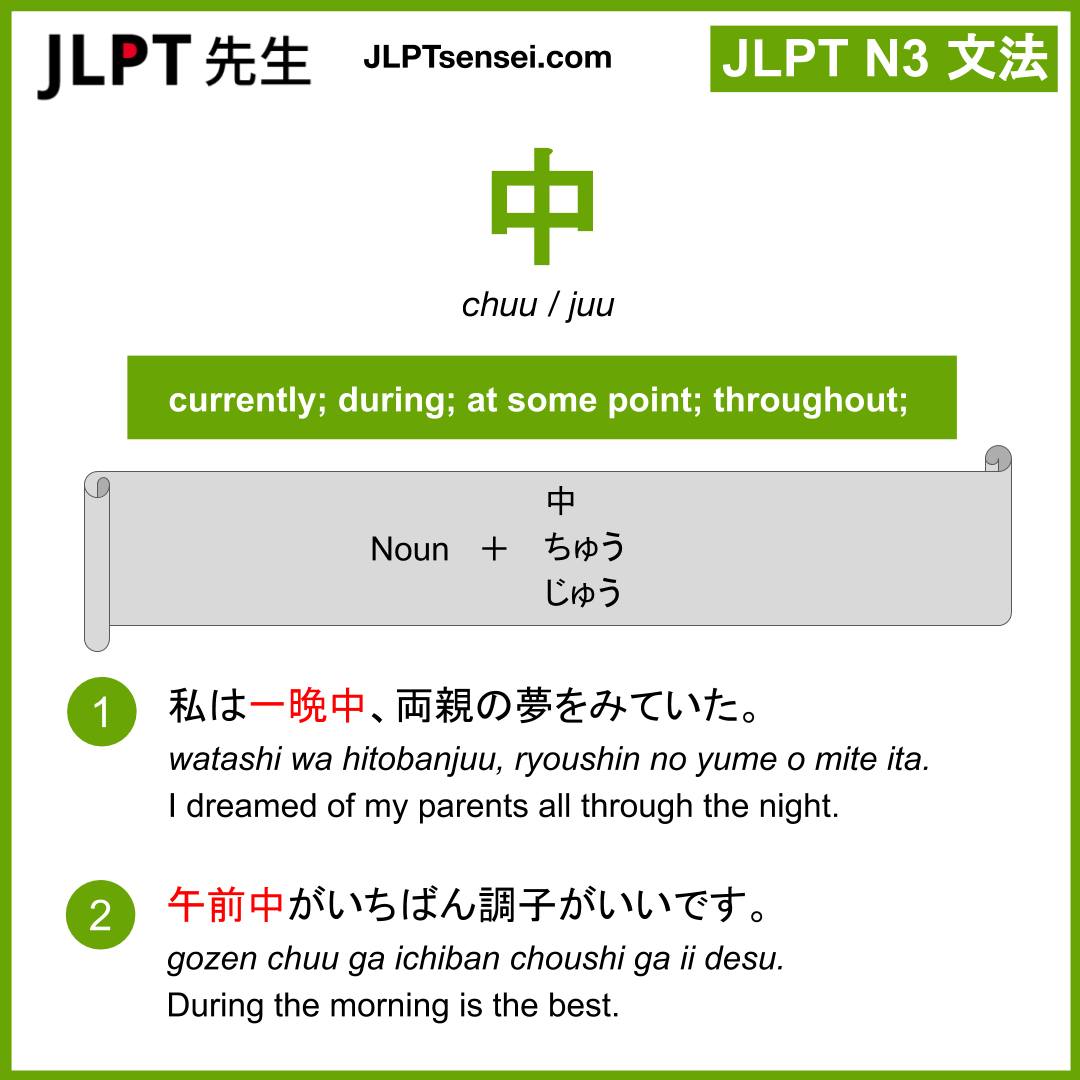 JLPT 先生
JLPTsensei.com
JLPT N3 文法
中
chuu / juu
currently; during; at some point; throughout;
中
Noun + ちゅう
じゅう
1 私は一晩中、両親の夢をみていた。
watashi wa hitobanjuu, ryoushin no yume o mite ita.
I dreamed of my parents all through the night.
2 午前中がいちばん調子がいいです。
gozen chuu ga ichiban choushi ga ii desu.
During the morning is the best.